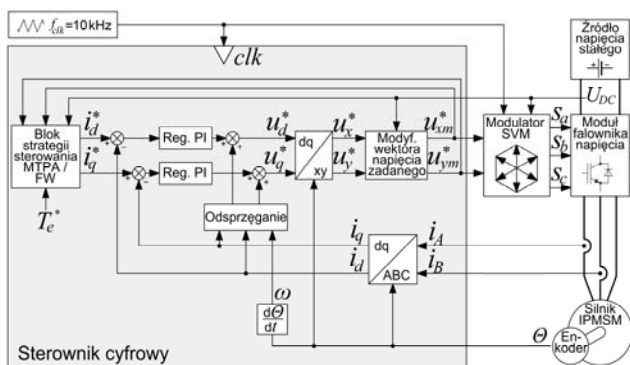 f_clk=10kHz
clk
Źródło
napięcia
stałego
U_DC
i_d^*
u_d^*
u_x^*
u_xm^*
Modulator
SVM
S_a
S_b
S_c
Moduł
falownika
napięcia
Blok
strategii
sterowania
MTPA /
FW
Reg. PI
dq
xy
Modyf.
wektora
napięcia
zadanego
i_q^*
Reg. PI
u_q^*
u_y^*
u_ym^*
T_e^*
Odsprzęganie
i_q
i_d
dq
ABC
i_A
i_B
ω
dΘ
dt
Θ
Silnik
IPMSM
En-
koder
Sterownik cyfrowy